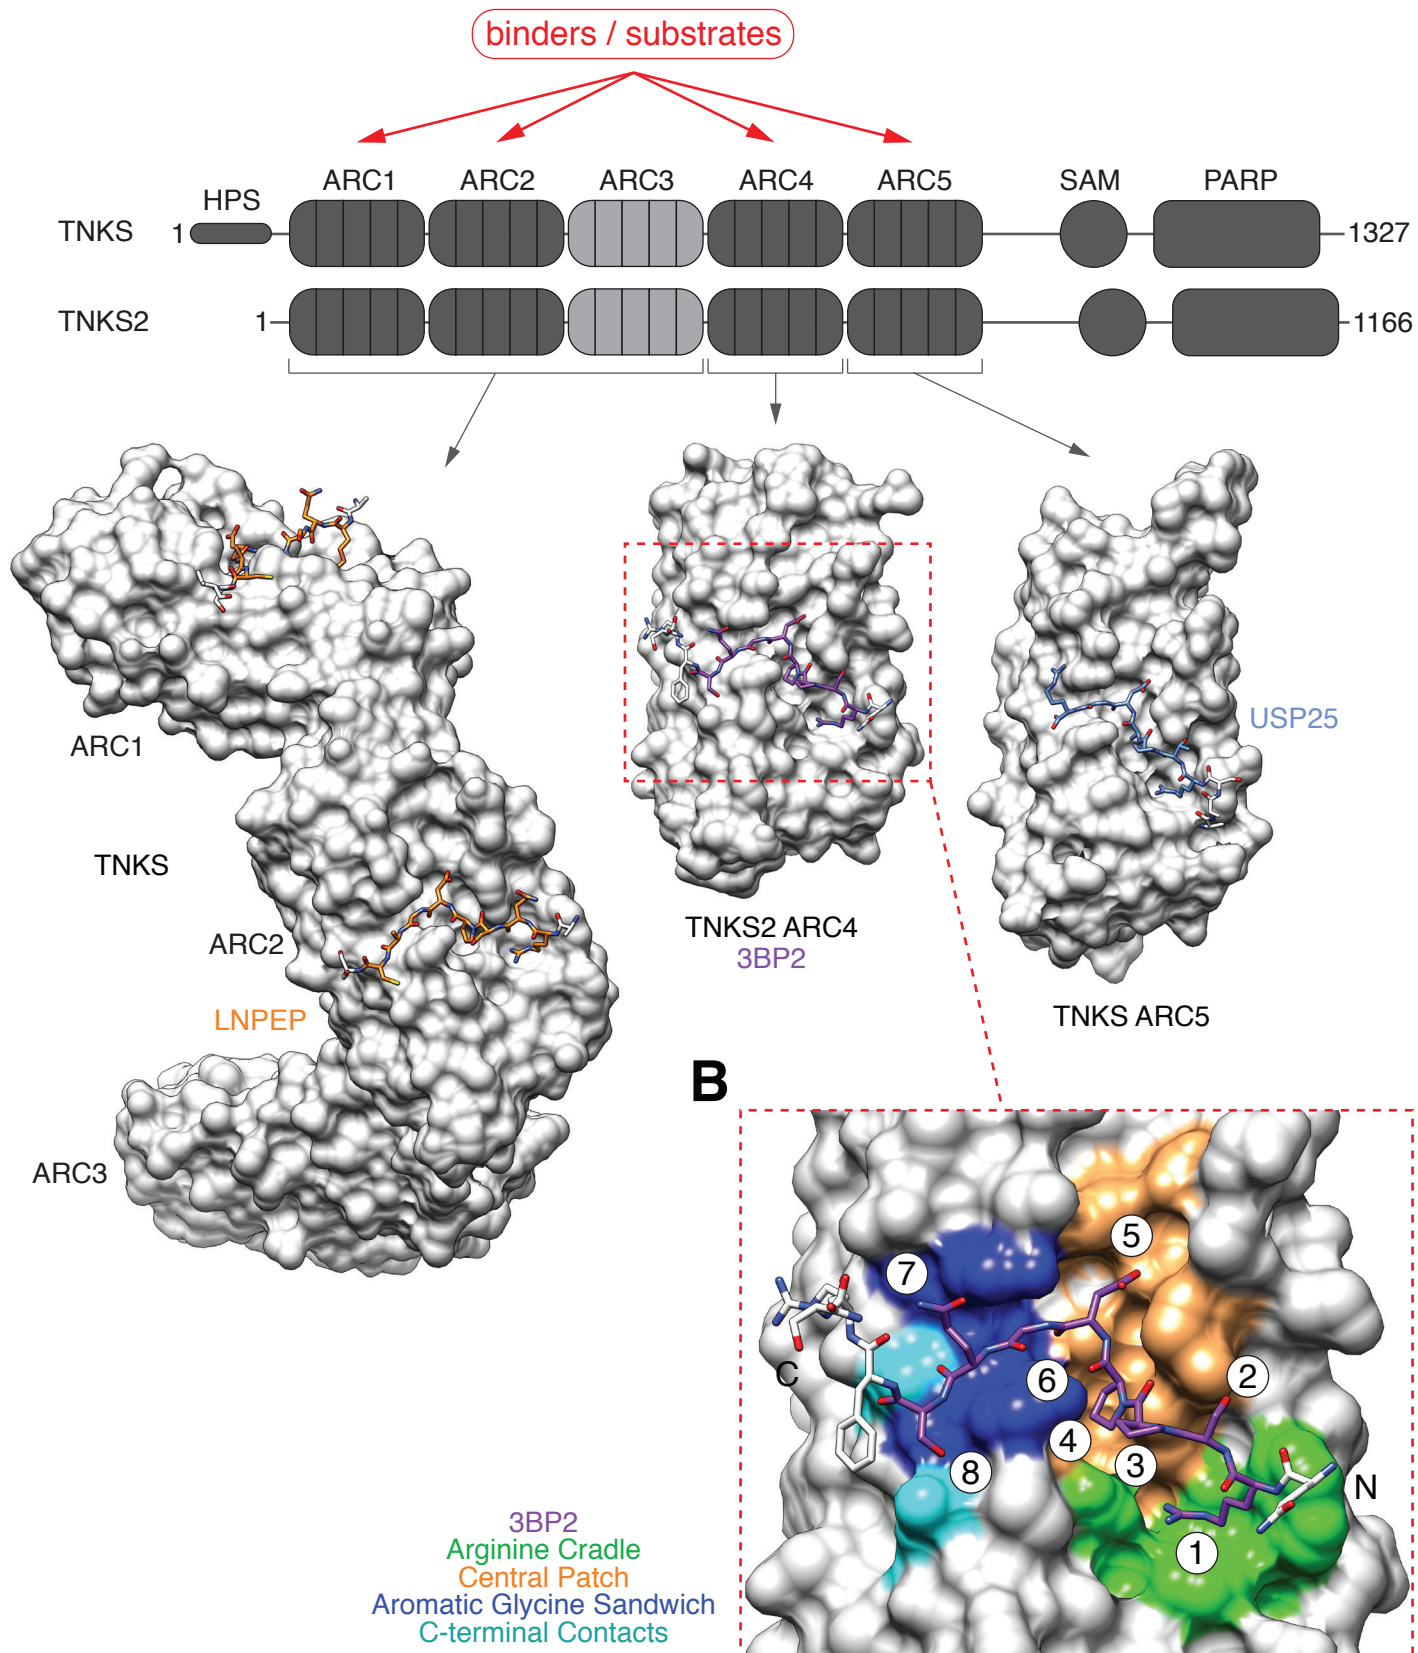 binders / substrates
HPS ARC1 ARC2 ARC3 ARC4 ARC5 SAM PARP
TNKS 1 1327
TNKS2 1 1166
ARC1
TNKS
ARC2
LNPEP
ARC3
TNKS2 ARC4
3BP2
USP25
TNKS ARC5
B
5
7
C
6
2
4
3
8
N
1
3BP2
Arginine Cradle
Central Patch
Aromatic Glycine Sandwich
C-terminal Contacts